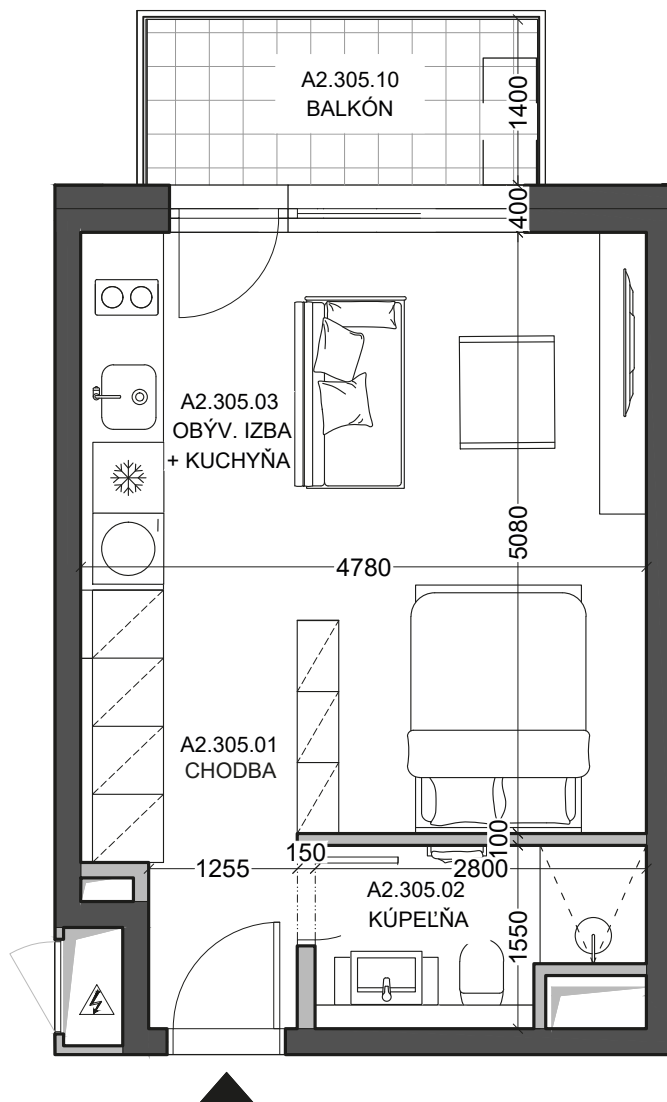 A2.305.10
BALKÓN
1400
400
A2.305.03
OBÝV. IZBA
+ KUCHYŇA
5080
4780
A2.305.01
CHODBA
100
150
1255
2800
A2.305.02
KÚPEĽŇA
1550